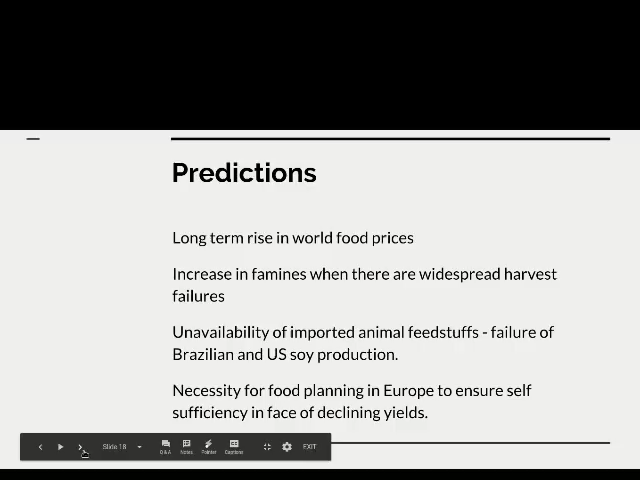 Predictions
Long term rise in world food prices
Increase in famines when there are widespread harvest
failures
Unavailability of imported animal feedstuffs - failure of
Brazilian and US soy production.
Necessity for food planning in Europe to ensure self
sufficiency in face of declining yields.
Slide 18
Q & A
Notes
Pointer
Captions
EXIT